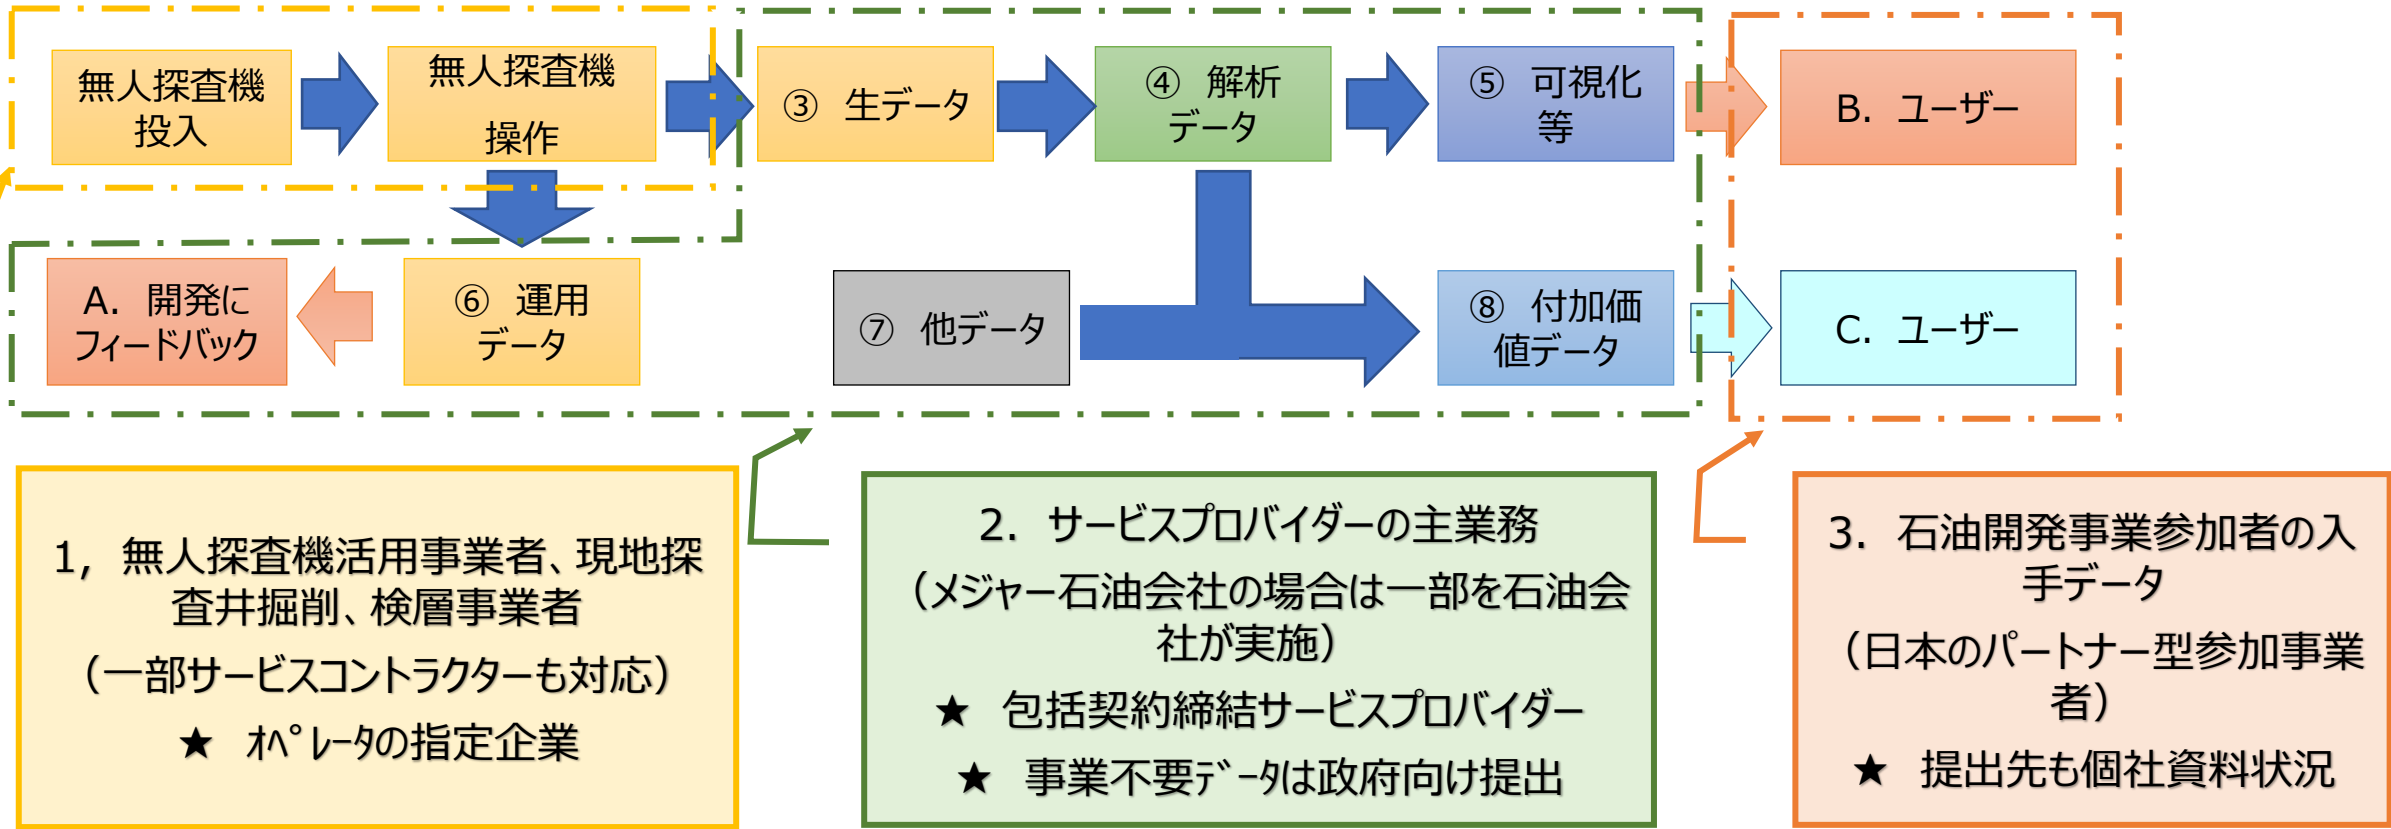 無人探査機
投入
無人探査機
操作
③ 生データ
④ 解析
データ
⑤ 可視化
等
B. ユーザー
A. 開発に
フィードバック
⑥ 運用
データ
⑦ 他データ
⑧ 付加価
値データ
C. ユーザー
1, 無人探査機活用事業者、現地探
査井掘削、検層事業者
(一部サービスコントラクターも対応)
★ ｵﾍﾟﾚｰﾀの指定企業
2. サービスプロバイダーの主業務
(メジャー石油会社の場合は一部を石油会
社が実施)
★ 包括契約締結サービスプロバイダー
★ 事業不要ﾃﾞｰﾀは政府向け提出
3. 石油開発事業参加者の入
手データ
(日本のパートナー型参加事業
者)
★ 提出先も個社資料状況